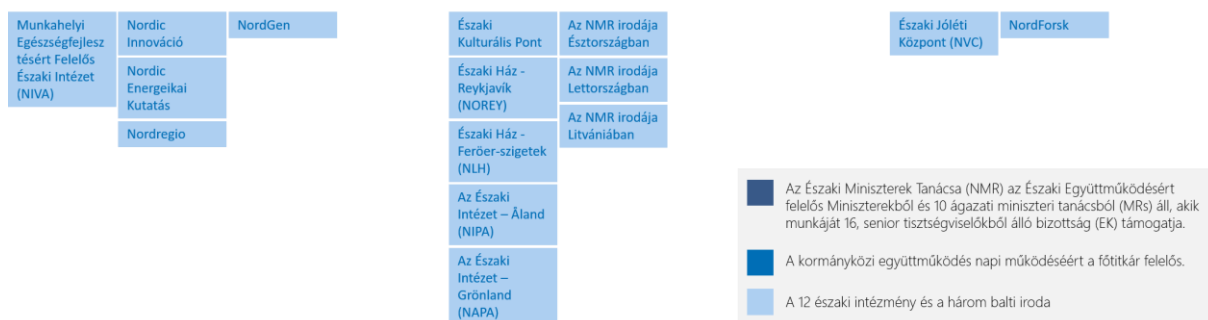 Munkahelyi
Egészségfejlesz
tésért Felelős
Északi Intézet
(NIVA)
Nordic
Innováció
Nordic
Energeikai
Kutatás
Nordregio
NordGen
Északi
Kulturális Pont
Északi Ház -
Reykjavík
(NOREY)
Északi Ház -
Feröer-szigetek
(NLH)
Az Északi
Intézet – Åland
(NIPA)
Az Északi
Intézet –
Grönland
(NAPA)
Az NMR irodája
Észtországban
Az NMR irodája
Lettországban
Az NMR irodája
Litvániában
Északi Jóléti
Központ (NVC)
NordForsk
Az Északi Miniszterek Tanácsa (NMR) az Északi Együttműködésért
felelős Miniszterekből és 10 ágazati miniszteri tanácsból (MRs) áll, akik
munkáját 16, senior tisztségviselőkből álló bizottság (EK) támogatja.
A kormányközi együttműködés napi működéséért a főtitkár felelős.
A 12 északi intézmény és a három balti iroda